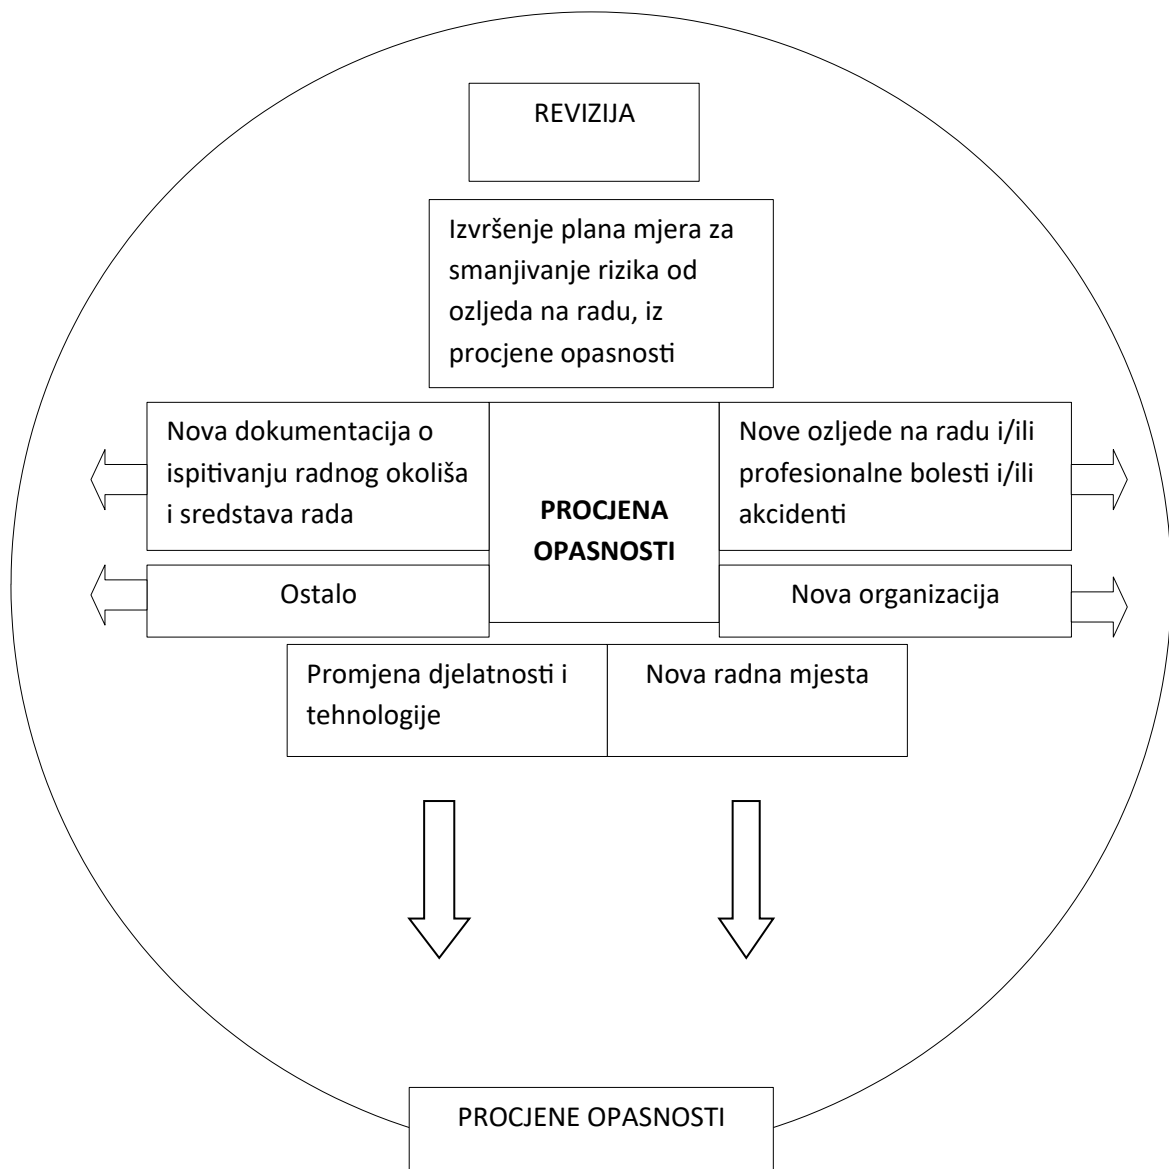 REVIZIJA
Izvršenje plana mjera za
smanjivanje rizika od
ozljeda na radu, iz
procjene opasnosti
Nova dokumentacija o
ispitivanju radnog okoliša
i sredstava rada
PROCJENA
OPASNOSTI
Nove ozljede na radu i/ili
profesionalne bolesti i/ili
akcidenti
Ostalo
Nova organizacija
Promjena djelatnosti i
tehnologije
Nova radna mjesta
PROCJENE OPASNOSTI